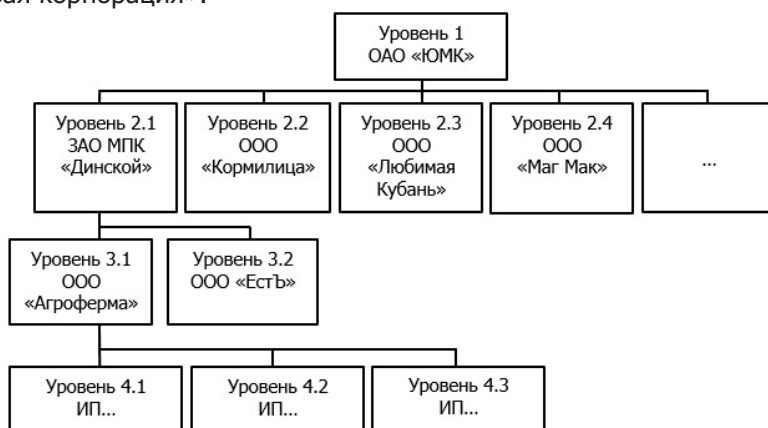 вая корпорация».
Уровень 1
ОАО «ЮМК»
Уровень 2.1
ЗАО МПК
«Динской»
Уровень 2.2
ООО
«Кормилица»
Уровень 2.3
ООО
«Любимая
Кубань»
Уровень 2.4
ООО
«Маг Мак»
...
Уровень 3.1
ООО
«Агроферма»
Уровень 3.2
ООО «ЕстЪ»
Уровень 4.1
ИП...
Уровень 4.2
ИП...
Уровень 4.3
ИП...